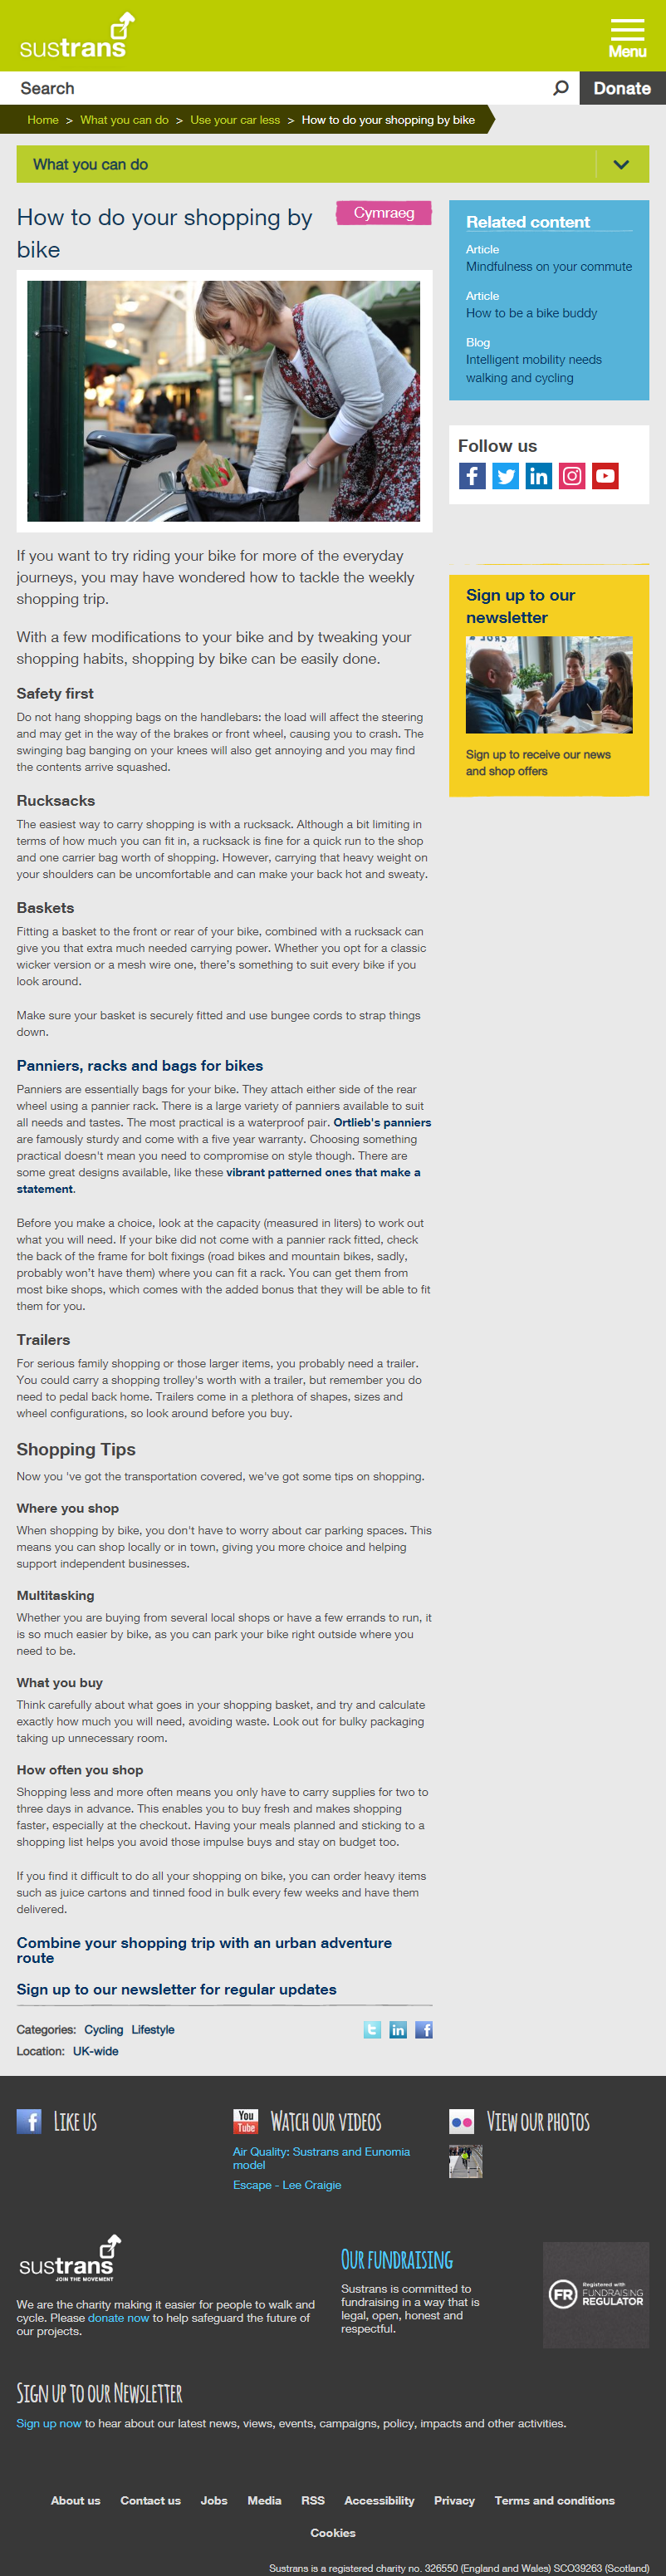 sustrans
Menu
Search
Donate
Home > What you can do > Use your car less > How to do your shopping by bike
What you can do
How to do your shopping by
bike
Cymraeg
If you want to try riding your bike for more of the everyday
journeys, you may have wondered how to tackle the weekly
shopping trip.
With a few modifications to your bike and by tweaking your
shopping habits, shopping by bike can be easily done.
Safety first
Do not hang shopping bags on the handlebars: the load will affect the steering
and may get in the way of the brakes or front wheel, causing you to crash. The
swinging bag banging on your knees will also get annoying and you may find
the contents arrive squashed.
Rucksacks
The easiest way to carry shopping is with a rucksack. Although a bit limiting in
terms of how much you can fit in, a rucksack is fine for a quick run to the shop
and one carrier bag worth of shopping. However, carrying that heavy weight on
your shoulders can be uncomfortable and can make your back hot and sweaty.
Baskets
Fitting a basket to the front or rear of your bike, combined with a rucksack can
give you that extra much needed carrying power. Whether you opt for a classic
wicker version or a mesh wire one, there's something to suit every bike if you
look around.
Make sure your basket is securely fitted and use bungee cords to strap things
down.
Panniers, racks and bags for bikes
Panniers are essentially bags for your bike. They attach either side of the rear
wheel using a pannier rack. There is a large variety of panniers available to suit
all needs and tastes. The most practical is a waterproof pair. Ortlieb's panniers
are famously sturdy and come with a five year warranty. Choosing something
practical doesn't mean you need to compromise on style though. There are
some great designs available, like these vibrant patterned ones that make a
statement.
Before you make a choice, look at the capacity (measured in liters) to work out
what you will need. If your bike did not come with a pannier rack fitted, check
the back of the frame for bolt fixings (road bikes and mountain bikes, sadly,
probably won't have them) where you can fit a rack. You can get them from
most bike shops, which comes with the added bonus that they will be able to fit
them for you.
Trailers
For serious family shopping or those larger items, you probably need a trailer.
You could carry a shopping trolley's worth with a trailer, but remember you do
need to pedal back home. Trailers come in a plethora of shapes, sizes and
wheel configurations, so look around before you buy.
Shopping Tips
Now you 've got the transportation covered, we've got some tips on shopping.
Where you shop
When shopping by bike, you don't have to worry about car parking spaces. This
means you can shop locally or in town, giving you more choice and helping
support independent businesses.
Multitasking
Whether you are buying from several local shops or have a few errands to run, it
is so much easier by bike, as you can park your bike right outside where you
need to be.
What you buy
Think carefully about what goes in your shopping basket, and try and calculate
exactly how much you will need, avoiding waste. Look out for bulky packaging
taking up unnecessary room.
How often you shop
Shopping less and more often means you only have to carry supplies for two to
three days in advance. This enables you to buy fresh and makes shopping
faster, especially at the checkout. Having your meals planned and sticking to a
shopping list helps you avoid those impulse buys and stay on budget too.
If you find it difficult to do all your shopping on bike, you can order heavy items
such as juice cartons and tinned food in bulk every few weeks and have them
delivered.
Combine your shopping trip with an urban adventure
route
Sign up to our newsletter for regular updates
Categories: Cycling Lifestyle
Location: UK-wide
Related content
Article
Mindfulness on your commute
Article
How to be a bike buddy
Blog
Intelligent mobility needs
walking and cycling
Follow us
Sign up to our
newsletter
Sign up to receive our news
and shop offers
LIKE US
You
Tube
WATCH OUR VIDEOS
Air Quality: Sustrans and Eunomia
model
Escape - Lee Craigie
VIEW OUR PHOTOS
sustrans
JOIN THE MOVEMENT
We are the charity making it easier for people to walk and
cycle. Please donate now to help safeguard the future of
our projects.
OUR FUNDRAISING
Sustrans is committed to
fundraising in a way that is
legal, open, honest and
respectful.
FR
Registered with
FUNDRAISING
REGULATOR
SIGN UP TO OUR NEWSLETTER
Sign up now to hear about our latest news, views, events, campaigns, policy, impacts and other activities.
About us Contact us Jobs Media RSS Accessibility Privacy Terms and conditions
Cookies
Sustrans is a registered charity no. 326550 (England and Wales) SCO39263 (Scotland)